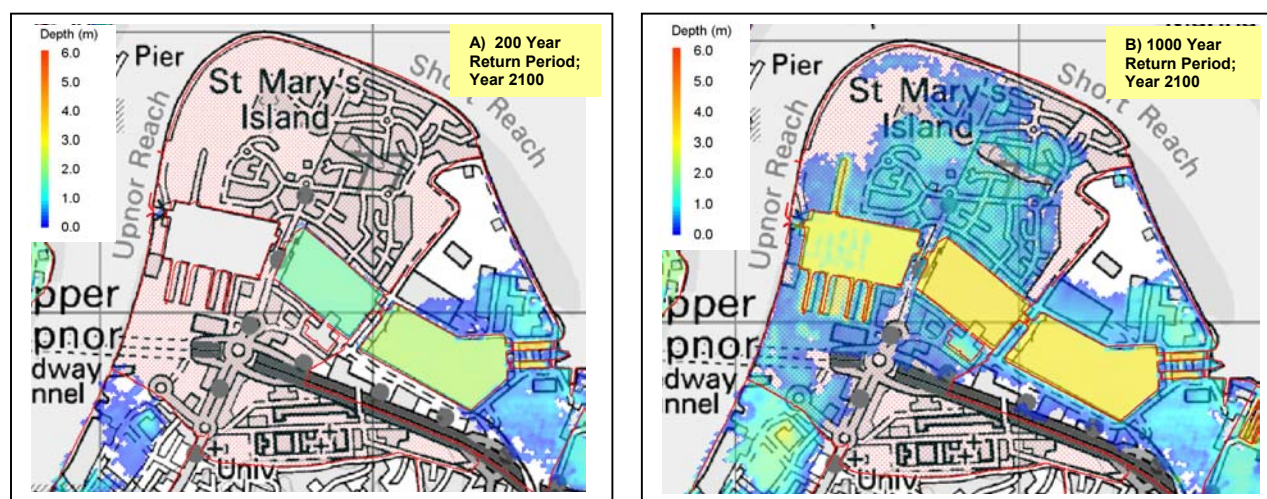 Depth (m)
6.0
5.0
4.0
3.0
2.0
1.0
0.0
A) 200 Year
Return Period;
Year 2100
Pier
St Mary's
Island
Short Reach
Upnor Reach
pper
pnor
dway
nnel
Univ
Depth (m)
6.0
5.0
4.0
3.0
2.0
1.0
0.0
B) 1000 Year
Return Period;
Year 2100
Pier
St Mary's
Island
Short Reach
Upnor Reach
pper
pnor
dway
nnel
Univ